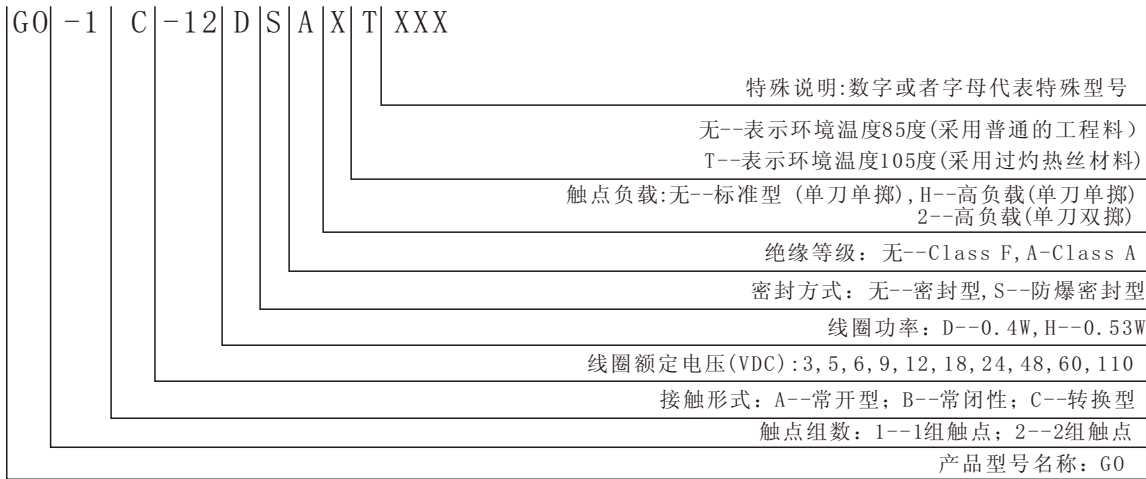 GO -1 C -12 D S A X T XXX
特殊说明:数字或者字母代表特殊型号
无--表示环境温度85度(采用普通的工程料)
T--表示环境温度105度(采用过灼热丝材料)
触点负载:无--标准型 (单刀单掷),H--高负载(单刀单掷)
2--高负载(单刀双掷)
绝缘等级: 无--Class F,A-Class A
密封方式: 无--密封型,S--防爆密封型
线圈功率: D--0.4W,H--0.53W
线圈额定电压(VDC):3,5,6,9,12,18,24,48,60,110
接触形式: A--常开型; B--常闭性; C--转换型
触点组数: 1--1组触点; 2--2组触点
产品型号名称: GO